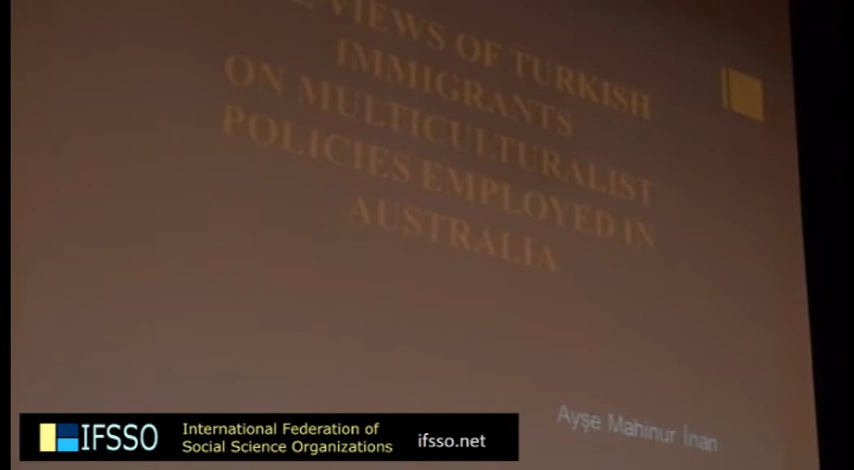 VIEWS OF TURKISH
IMMIGRANTS
ON MULTICULTURALIST
POLICIES EMPLOYED IN
AUSTRALIA
Ayşe Mahinur İnan
IFSSO
International Federation of
Social Science Organizations
ifsso.net